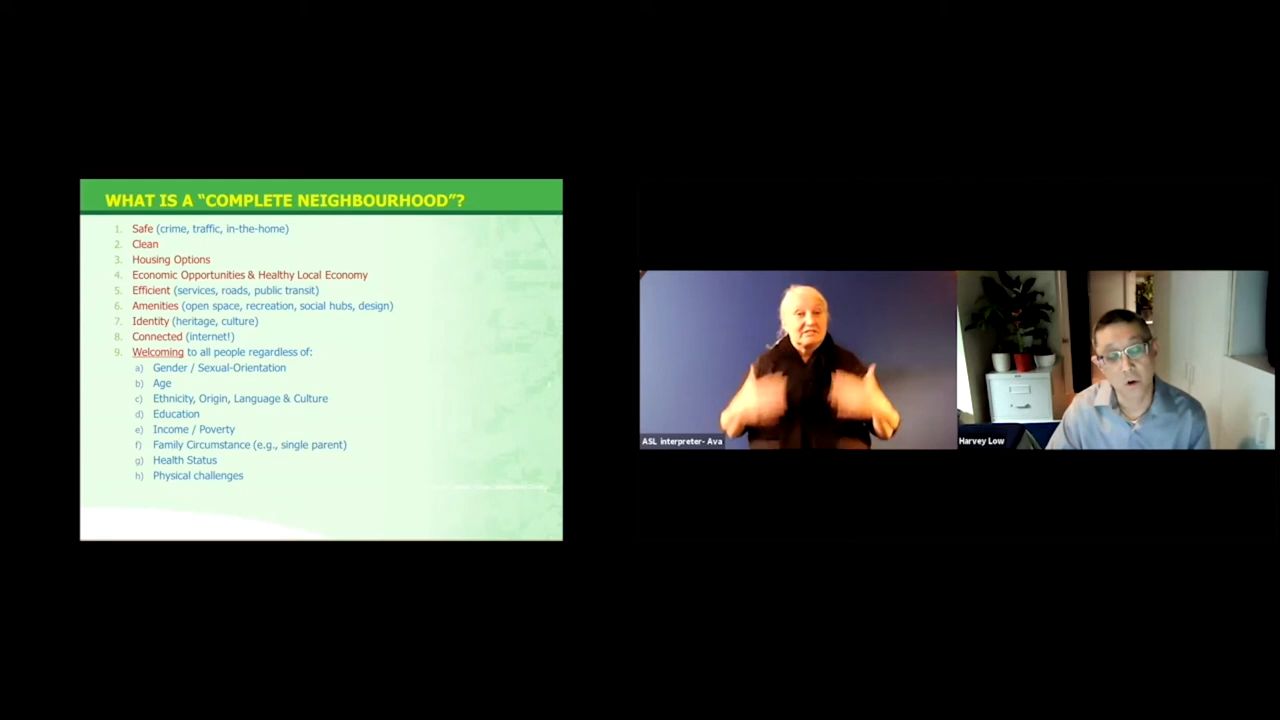 WHAT IS A “COMPLETE NEIGHBOURHOOD”?
1. Safe (crime, traffic, in-the-home)
2. Clean
3. Housing Options
4. Economic Opportunities & Healthy Local Economy
5. Efficient (services, roads, public transit)
6. Amenities (open space, recreation, social hubs, design)
7. Identity (heritage, culture)
8. Connected (internet!)
9. Welcoming to all people regardless of:
a) Gender / Sexual-Orientation
b) Age
c) Ethnicity, Origin, Language & Culture
d) Education
e) Income / Poverty
f) Family Circumstance (e.g., single parent)
g) Health Status
h) Physical challenges
ASL interpreter- Ava
Harvey Low